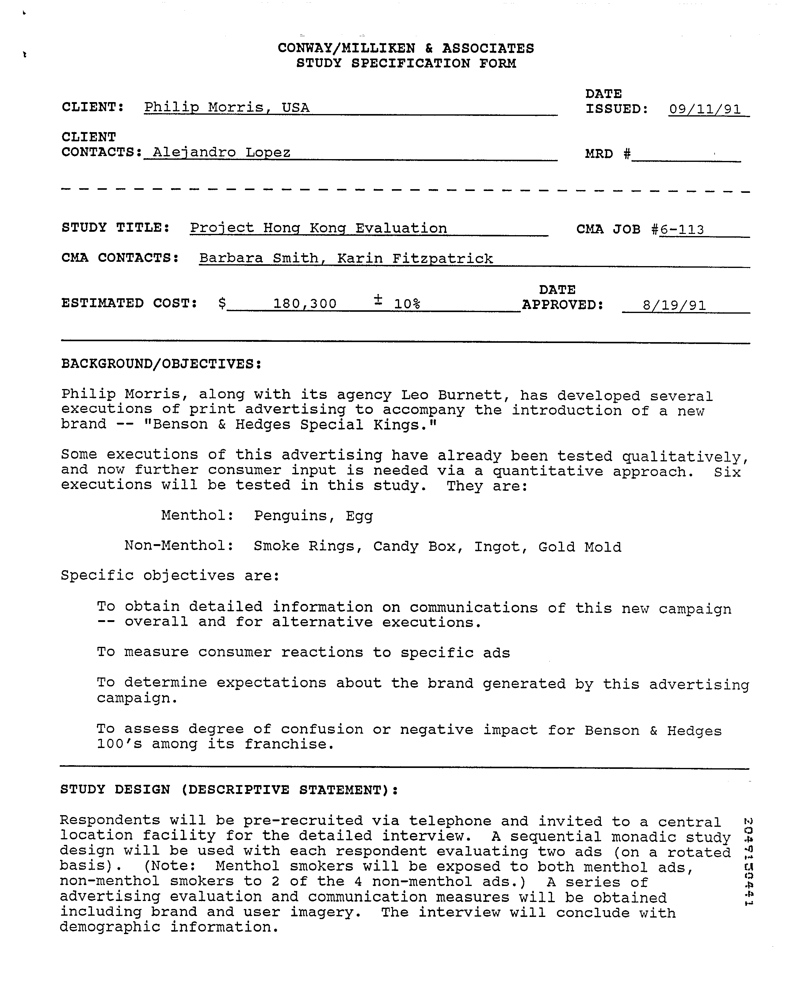 CONWAY/MILLIKEN & ASSOCIATES
STUDY SPECIFICATION FORM
CLIENT: Philip Morris, USA DATE ISSUED: 09/11/91
CLIENT
CONTACTS: Alejandro Lopez MRD #
STUDY TITLE: Project Hong Kong Evaluation CMA JOB #6-113
CMA CONTACTS: Barbara Smith, Karin Fitzpatrick
ESTIMATED COST: $ 180,300 ± 10% DATE APPROVED: 8/19/91
BACKGROUND/OBJECTIVES:
Philip Morris, along with its agency Leo Burnett, has developed several
executions of print advertising to accompany the introduction of a new
brand -- "Benson & Hedges Special Kings."
Some executions of this advertising have already been tested qualitatively,
and now further consumer input is needed via a quantitative approach. Six
executions will be tested in this study. They are:
Menthol: Penguins, Egg
Non-Menthol: Smoke Rings, Candy Box, Ingot, Gold Mold
Specific objectives are:
To obtain detailed information on communications of this new campaign
-- overall and for alternative executions.
To measure consumer reactions to specific ads
To determine expectations about the brand generated by this advertising
campaign.
To assess degree of confusion or negative impact for Benson & Hedges
100's among its franchise.
STUDY DESIGN (DESCRIPTIVE STATEMENT):
Respondents will be pre-recruited via telephone and invited to a central
location facility for the detailed interview. A sequential monadic study
design will be used with each respondent evaluating two ads (on a rotated
basis). (Note: Menthol smokers will be exposed to both menthol ads,
non-menthol smokers to 2 of the 4 non-menthol ads.) A series of
advertising evaluation and communication measures will be obtained
including brand and user imagery. The interview will conclude with
demographic information.
2049150441